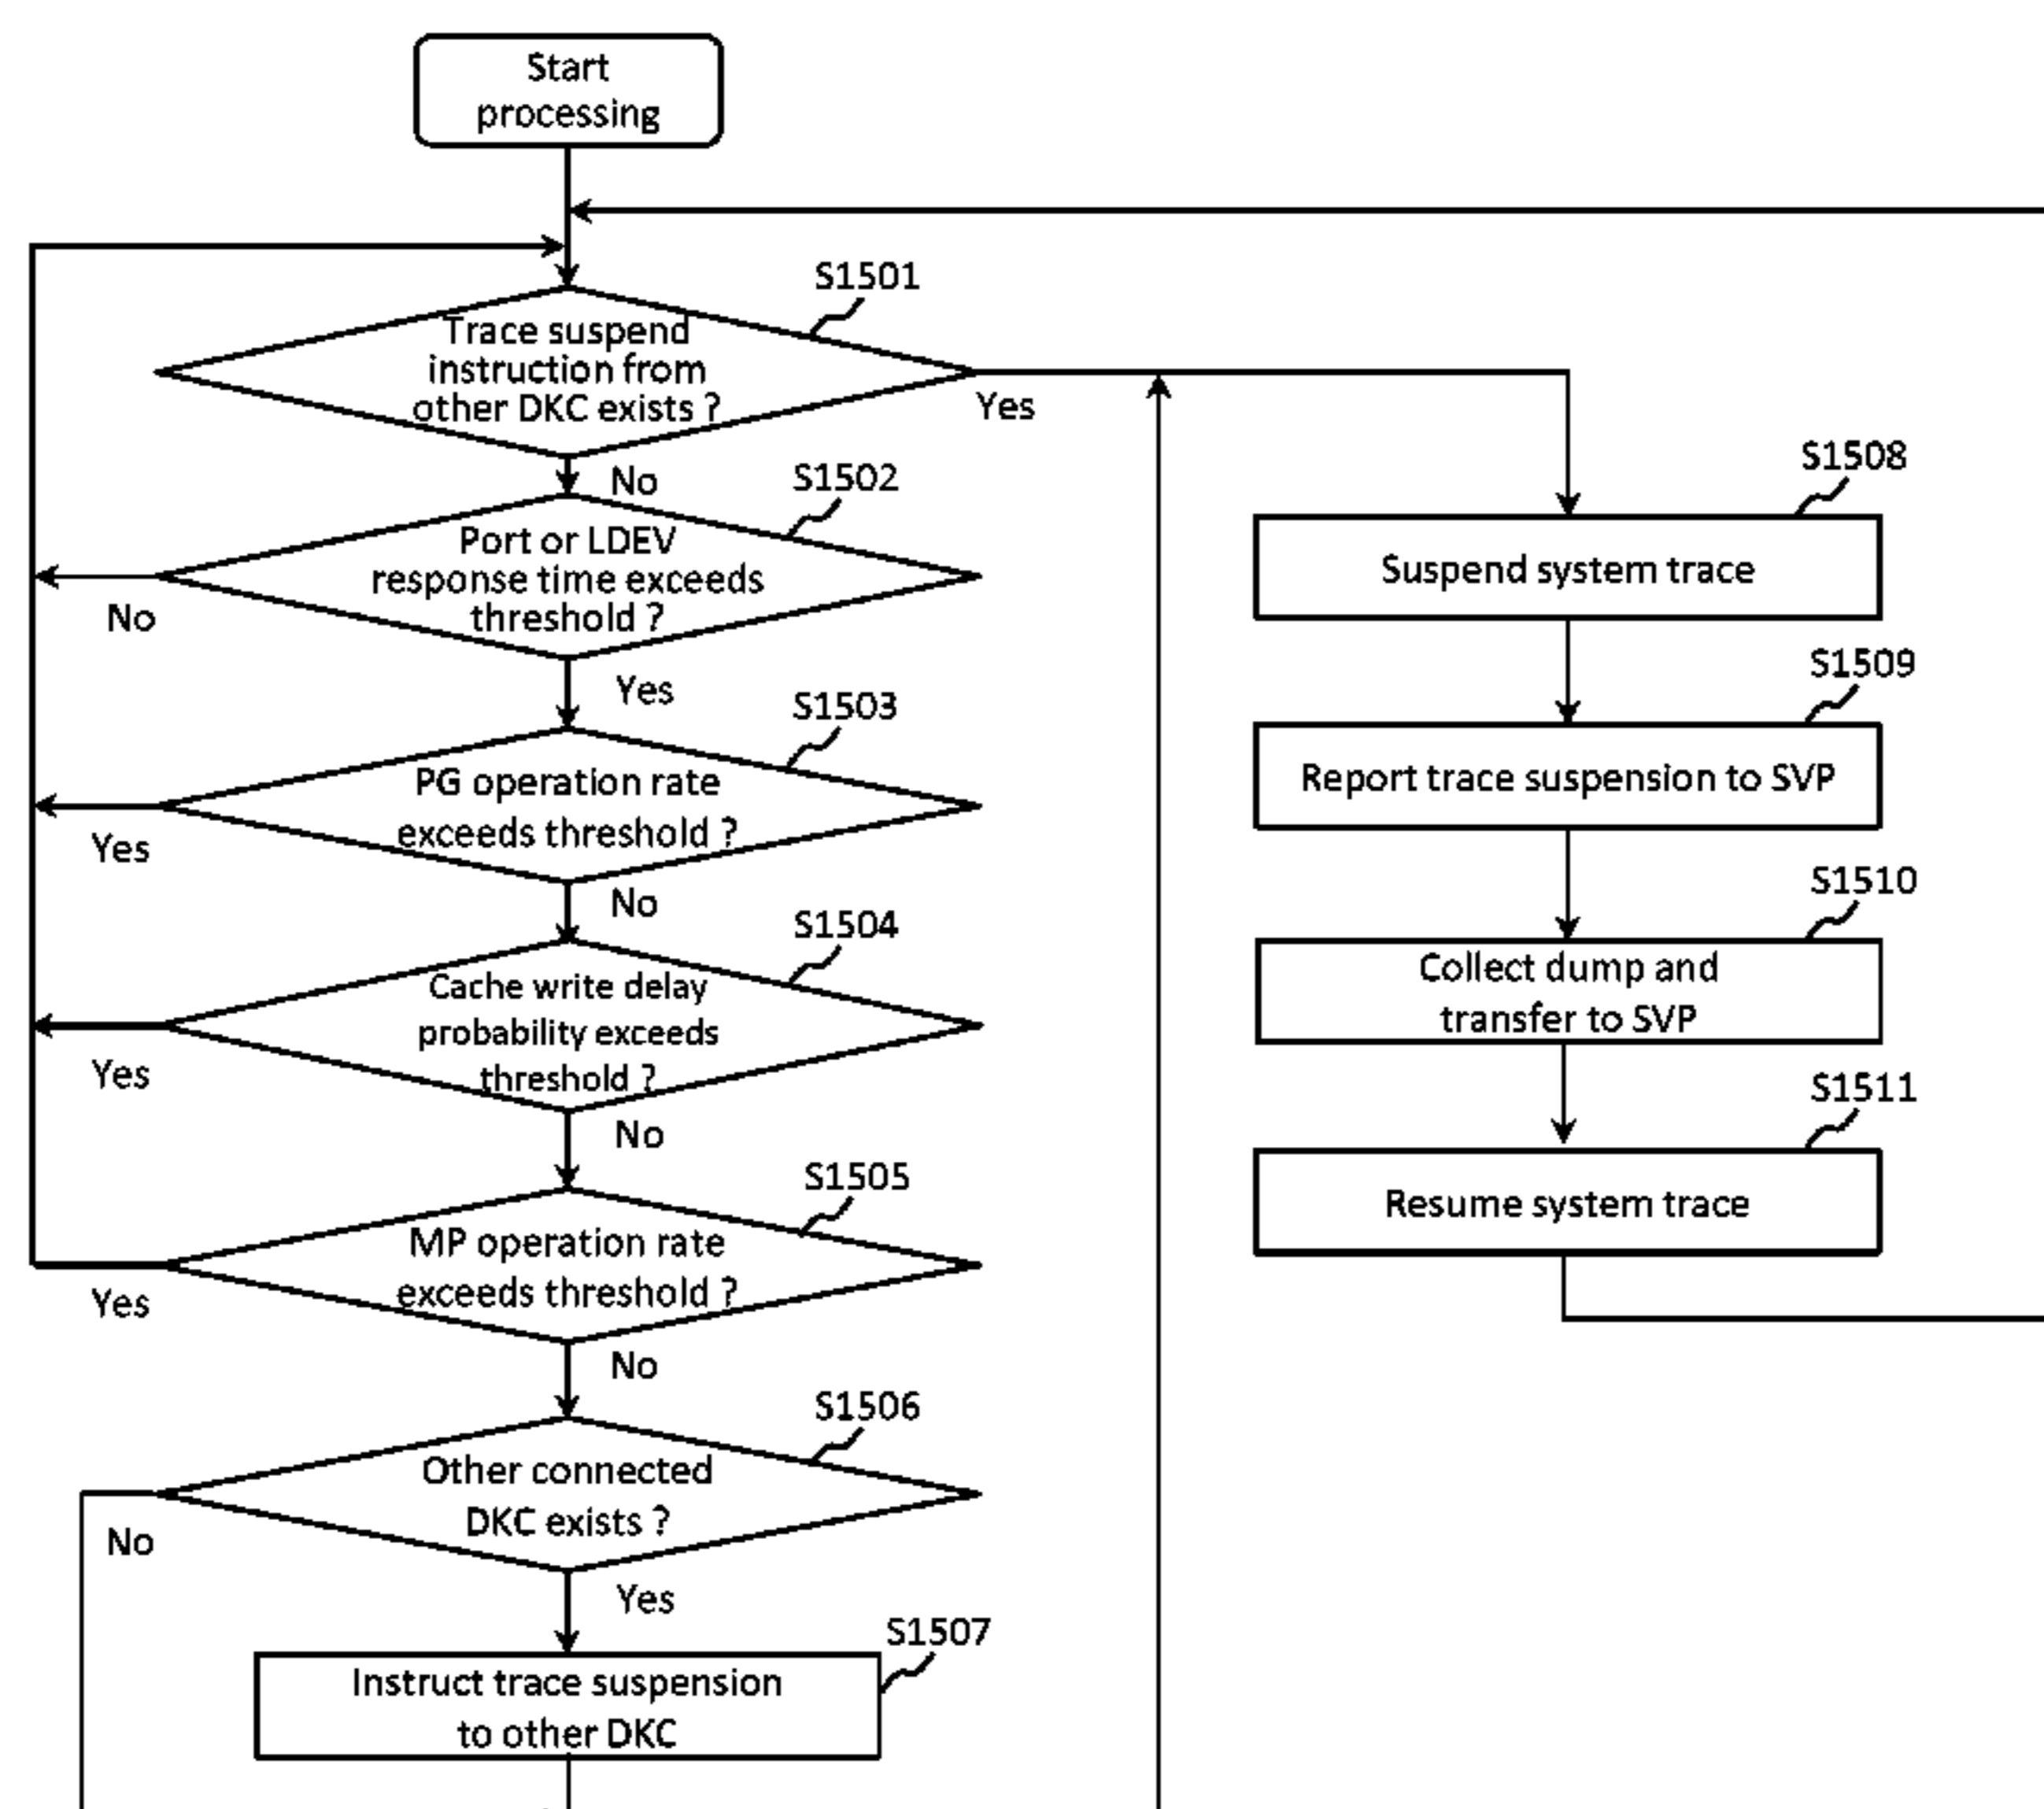 Start
processing
S1501
Trace suspend
instruction from
other DKC exists ?
Yes
No
S1502
Port or LDEV
response time exceeds
threshold ?
No
Yes
S1503
PG operation rate
exceeds threshold ?
Yes
No
S1504
Cache write delay
probability exceeds
threshold ?
Yes
No
S1505
MP operation rate
exceeds threshold ?
Yes
No
S1506
Other connected
DKC exists ?
No
Yes
S1507
Instruct trace suspension
to other DKC
S1508
Suspend system trace
S1509
Report trace suspension to SVP
S1510
Collect dump and
transfer to SVP
S1511
Resume system trace